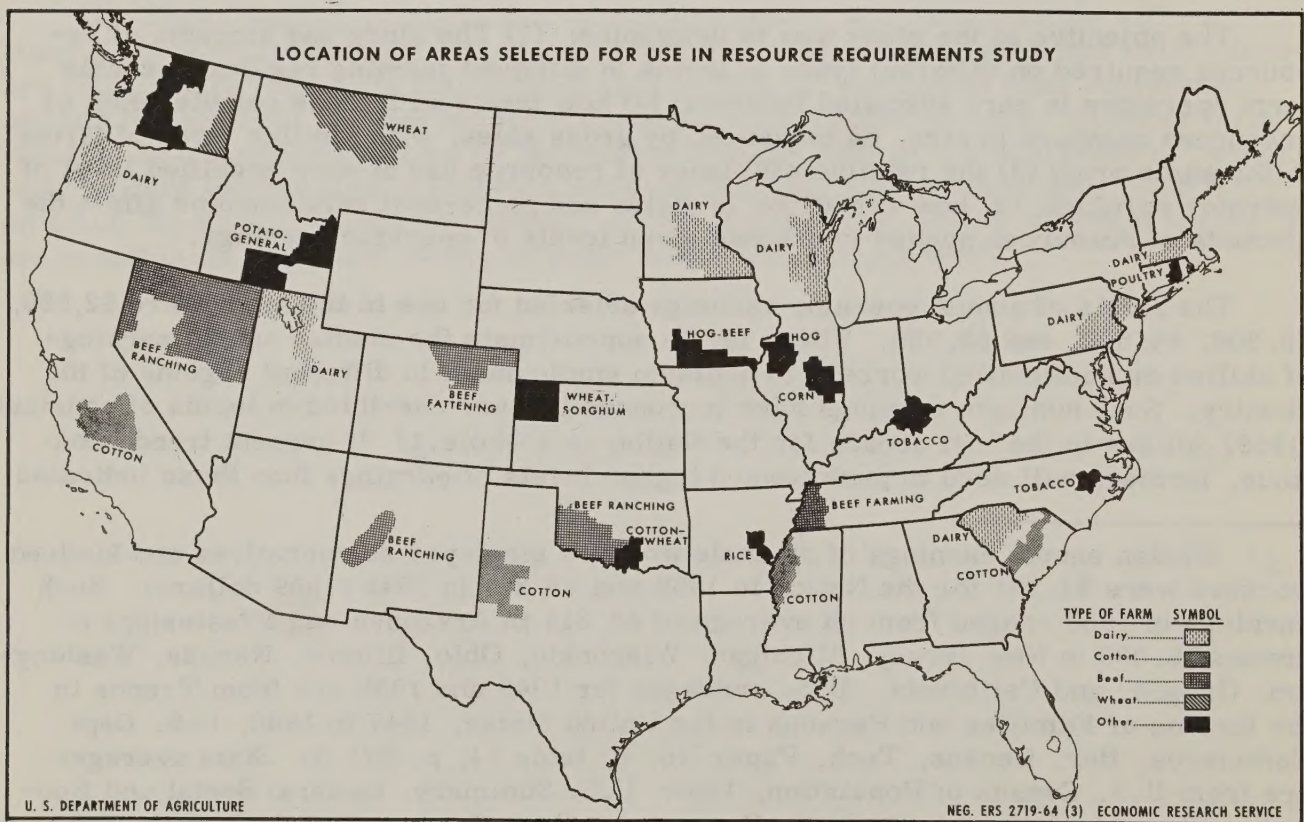 LOCATION OF AREAS SELECTED FOR USE IN RESOURCE REQUIREMENTS STUDY
WHEAT
DAIRY
POTATO-
GENERAL
DAIRY
DAIRY
DAIRY
POULTRY
DAIRY
HOG-BEEF
HOG
BEEF
RANCHING
DAIRY
BEEF
FATTENING
WHEAT-
SORGHUM
CORN
TOBACCO
COTTON
BEEF RANCHING
BEEF FARMING
TOBACCO
COTTON-
WHEAT
RICE
DAIRY
BEEF
RANCHING
COTTON
COTTON
COTTON
TYPE OF FARM SYMBOL
Dairy
Cotton
Beef
Wheat
Other
U. S. DEPARTMENT OF AGRICULTURE
NEG. ERS 2719-64 (3) ECONOMIC RESEARCH SERVICE